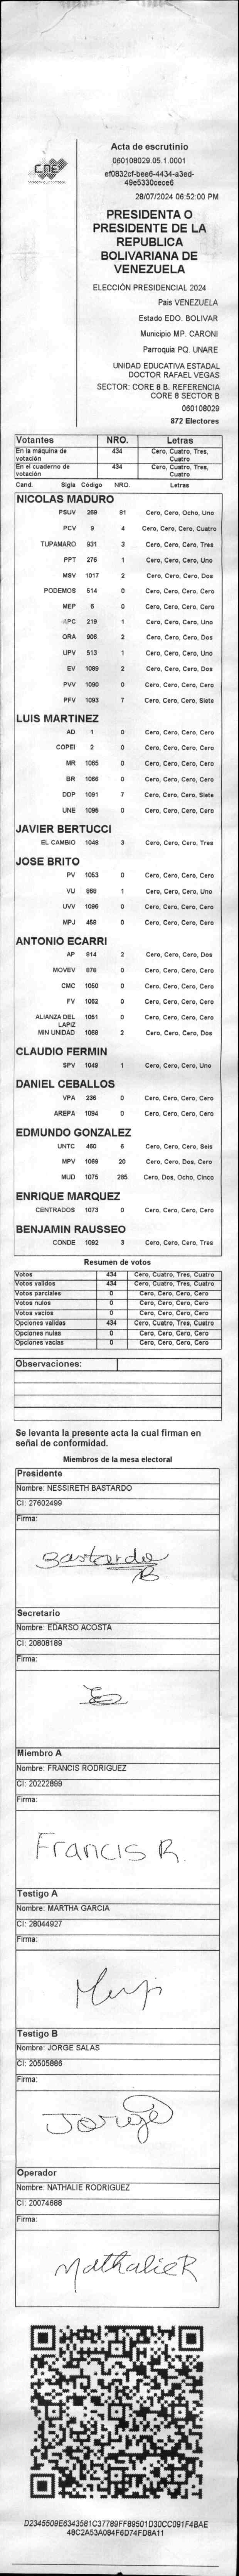 CNE
Acta de escrutinio
060108029.05.1.0001
ef0832cf-bee6-4434-a3ed-
49e5330cece6
28/07/2024 06:52:00 PM
PRESIDENTA O
PRESIDENTE DE LA
REPUBLICA
BOLIVARIANA DE
VENEZUELA
ELECCIÓN PRESIDENCIAL 2024
Pais VENEZUELA
Estado EDO. BOLIVAR
Municipio MP. CARONI
Parroquia PQ. UNARE
UNIDAD EDUCATIVA ESTADAL
DOCTOR RAFAEL VEGAS
SECTOR: CORE 8 B. REFERENCIA
CORE 8 SECTOR B
060108029
872 Electores
Votantes NRO. Letras
En la máquina de votación 434 Cero, Cuatro, Tres, Cuatro
En el cuaderno de votación 434 Cero, Cuatro, Tres, Cuatro
Cand. Sigla Código NRO. Letras
NICOLAS MADURO
PSUV 269 81 Cero, Cero, Ocho, Uno
PCV 9 4 Cero, Cero, Cero, Cuatro
TUPAMARO 931 3 Cero, Cero, Cero, Tres
PPT 276 1 Cero, Cero, Cero, Uno
MSV 1017 2 Cero, Cero, Cero, Dos
PODEMOS 514 0 Cero, Cero, Cero, Cero
MEP 6 0 Cero, Cero, Cero, Cero
APC 219 1 Cero, Cero, Cero, Uno
ORA 906 2 Cero, Cero, Cero, Dos
UPV 513 1 Cero, Cero, Cero, Uno
EV 1089 2 Cero, Cero, Cero, Dos
PVV 1090 0 Cero, Cero, Cero, Cero
PFV 1093 7 Cero, Cero, Cero, Siete
LUIS MARTINEZ
AD 1 0 Cero, Cero, Cero, Cero
COPEI 2 0 Cero, Cero, Cero, Cero
MR 1065 0 Cero, Cero, Cero, Cero
BR 1066 0 Cero, Cero, Cero, Cero
DDP 1091 7 Cero, Cero, Cero, Siete
UNE 1095 0 Cero, Cero, Cero, Cero
JAVIER BERTUCCI
EL CAMBIO 1048 3 Cero, Cero, Cero, Tres
JOSE BRITO
PV 1053 0 Cero, Cero, Cero, Cero
VU 969 1 Cero, Cero, Cero, Uno
UVV 1096 0 Cero, Cero, Cero, Cero
MPJ 468 0 Cero, Cero, Cero, Cero
ANTONIO ECARRI
AP 814 2 Cero, Cero, Cero, Dos
MOVEV 878 0 Cero, Cero, Cero, Cero
CMC 1050 0 Cero, Cero, Cero, Cero
FV 1062 0 Cero, Cero, Cero, Cero
ALIANZA DEL LAPIZ 1051 0 Cero, Cero, Cero, Cero
MIN UNIDAD 1068 2 Cero, Cero, Cero, Dos
CLAUDIO FERMIN
SPV 1049 1 Cero, Cero, Cero, Uno
DANIEL CEBALLOS
VPA 236 0 Cero, Cero, Cero, Cero
AREPA 1094 0 Cero, Cero, Cero, Cero
EDMUNDO GONZALEZ
UNTC 460 6 Cero, Cero, Cero, Seis
MPV 1069 20 Cero, Cero, Dos, Cero
MUD 1075 285 Cero, Dos, Ocho, Cinco
ENRIQUE MARQUEZ
CENTRADOS 1073 0 Cero, Cero, Cero, Cero
BENJAMIN RAUSSEO
CONDE 1092 3 Cero, Cero, Cero, Tres
Resumen de votos
Votos 434 Cero, Cuatro, Tres, Cuatro
Votos validos 434 Cero, Cuatro, Tres, Cuatro
Votos parciales 0 Cero, Cero, Cero, Cero
Votos nulos 0 Cero, Cero, Cero, Cero
Votos vacios 0 Cero, Cero, Cero, Cero
Opciones validas 434 Cero, Cuatro, Tres, Cuatro
Opciones nulas 0 Cero, Cero, Cero, Cero
Opciones vacias 0 Cero, Cero, Cero, Cero
Observaciones:
Se levanta la presente acta la cual firman en
señal de conformidad.
Miembros de la mesa electoral
Presidente
Nombre: NESSIRETH BASTARDO
CI: 27602499
Firma:
Bastardo
B
Secretario
Nombre: EDARSO ACOSTA
CI: 20808189
Firma:
Miembro A
Nombre: FRANCIS RODRIGUEZ
CI: 20222899
Firma:
Francis R.
Testigo A
Nombre: MARTHA GARCIA
CI: 28044927
Firma:
Testigo B
Nombre: JORGE SALAS
CI: 20505886
Firma:
Jorge
Operador
Nombre: NATHALIE RODRIGUEZ
CI: 20074688
Firma:
Nathalie R
D2345509E6343581C37789FF89501D30CC091F4BAE
48C2A53A084F6D74FD8A11